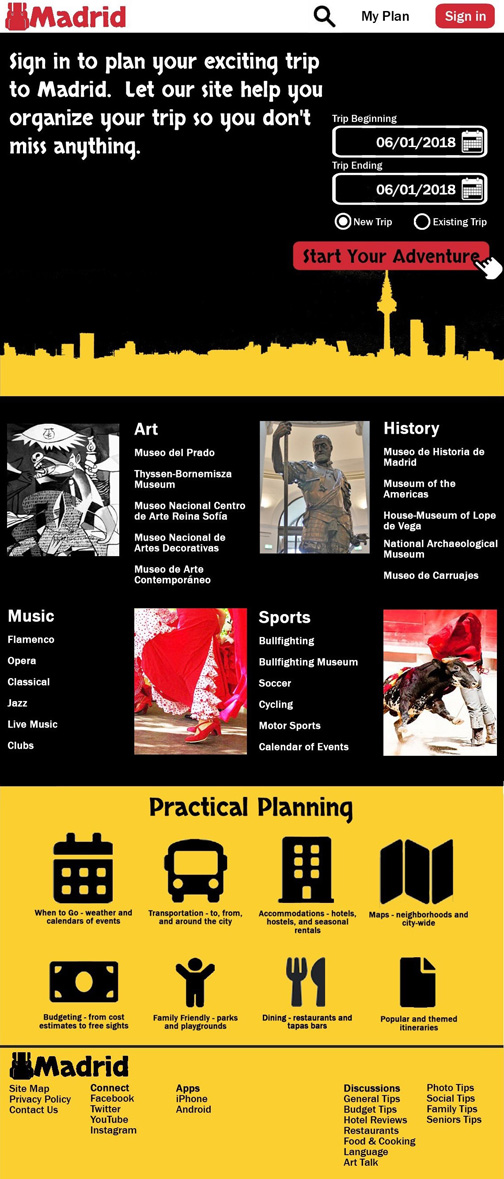 Madrid
My Plan
Sign in
Sign in to plan your exciting trip
to Madrid.  Let our site help you
organize your trip so you don't
miss anything.
Trip Beginning
06/01/2018
Trip Ending
06/01/2018
New Trip
Existing Trip
Start Your Adventure
Art
Museo del Prado
Thyssen-Bornemisza
Museum
Museo Nacional Centro
de Arte Reina Sofía
Museo Nacional de
Artes Decorativas
Museo de Arte
Contemporáneo
History
Museo de Historia de
Madrid
Museum of the
Americas
House-Museum of Lope
de Vega
National Archaeological
Museum
Museo de Carruajes
Music
Flamenco
Opera
Classical
Jazz
Live Music
Clubs
Sports
Bullfighting
Bullfighting Museum
Soccer
Cycling
Motor Sports
Calendar of Events
Practical Planning
When to Go - weather and
calendars of events
Transportation - to, from,
and around the city
Accommodations - hotels,
hostels, and seasonal
rentals
Maps - neighborhoods and
city-wide
Budgeting - from cost
estimates to free sights
Family Friendly - parks
and playgrounds
Dining - restaurants and
tapas bars
Popular and themed
itineraries
Madrid
Site Map
Privacy Policy
Contact Us
Connect
Facebook
Twitter
YouTube
Instagram
Apps
iPhone
Android
Discussions
General Tips
Budget Tips
Hotel Reviews
Restaurants
Food & Cooking
Language
Art Talk
Photo Tips
Social Tips
Family Tips
Seniors Tips